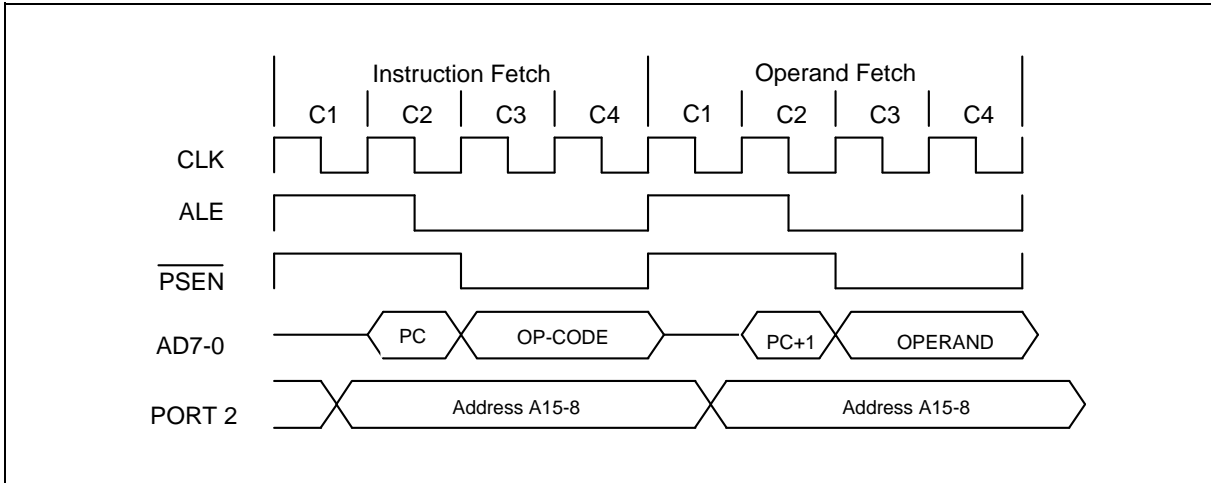 Instruction Fetch Operand Fetch
C1 C2 C3 C4 C1 C2 C3 C4
CLK
ALE
PSEN
AD7-0 PC OP-CODE PC+1 OPERAND
PORT 2 Address A15-8 Address A15-8